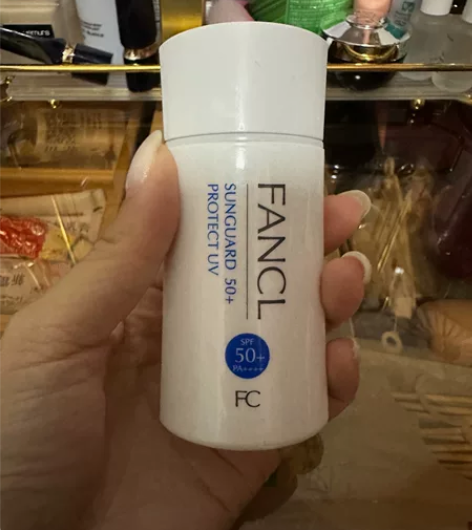 FANCL
SUNGUARD 50+
PROTECT UV
SPF
50+
PA++++
FC